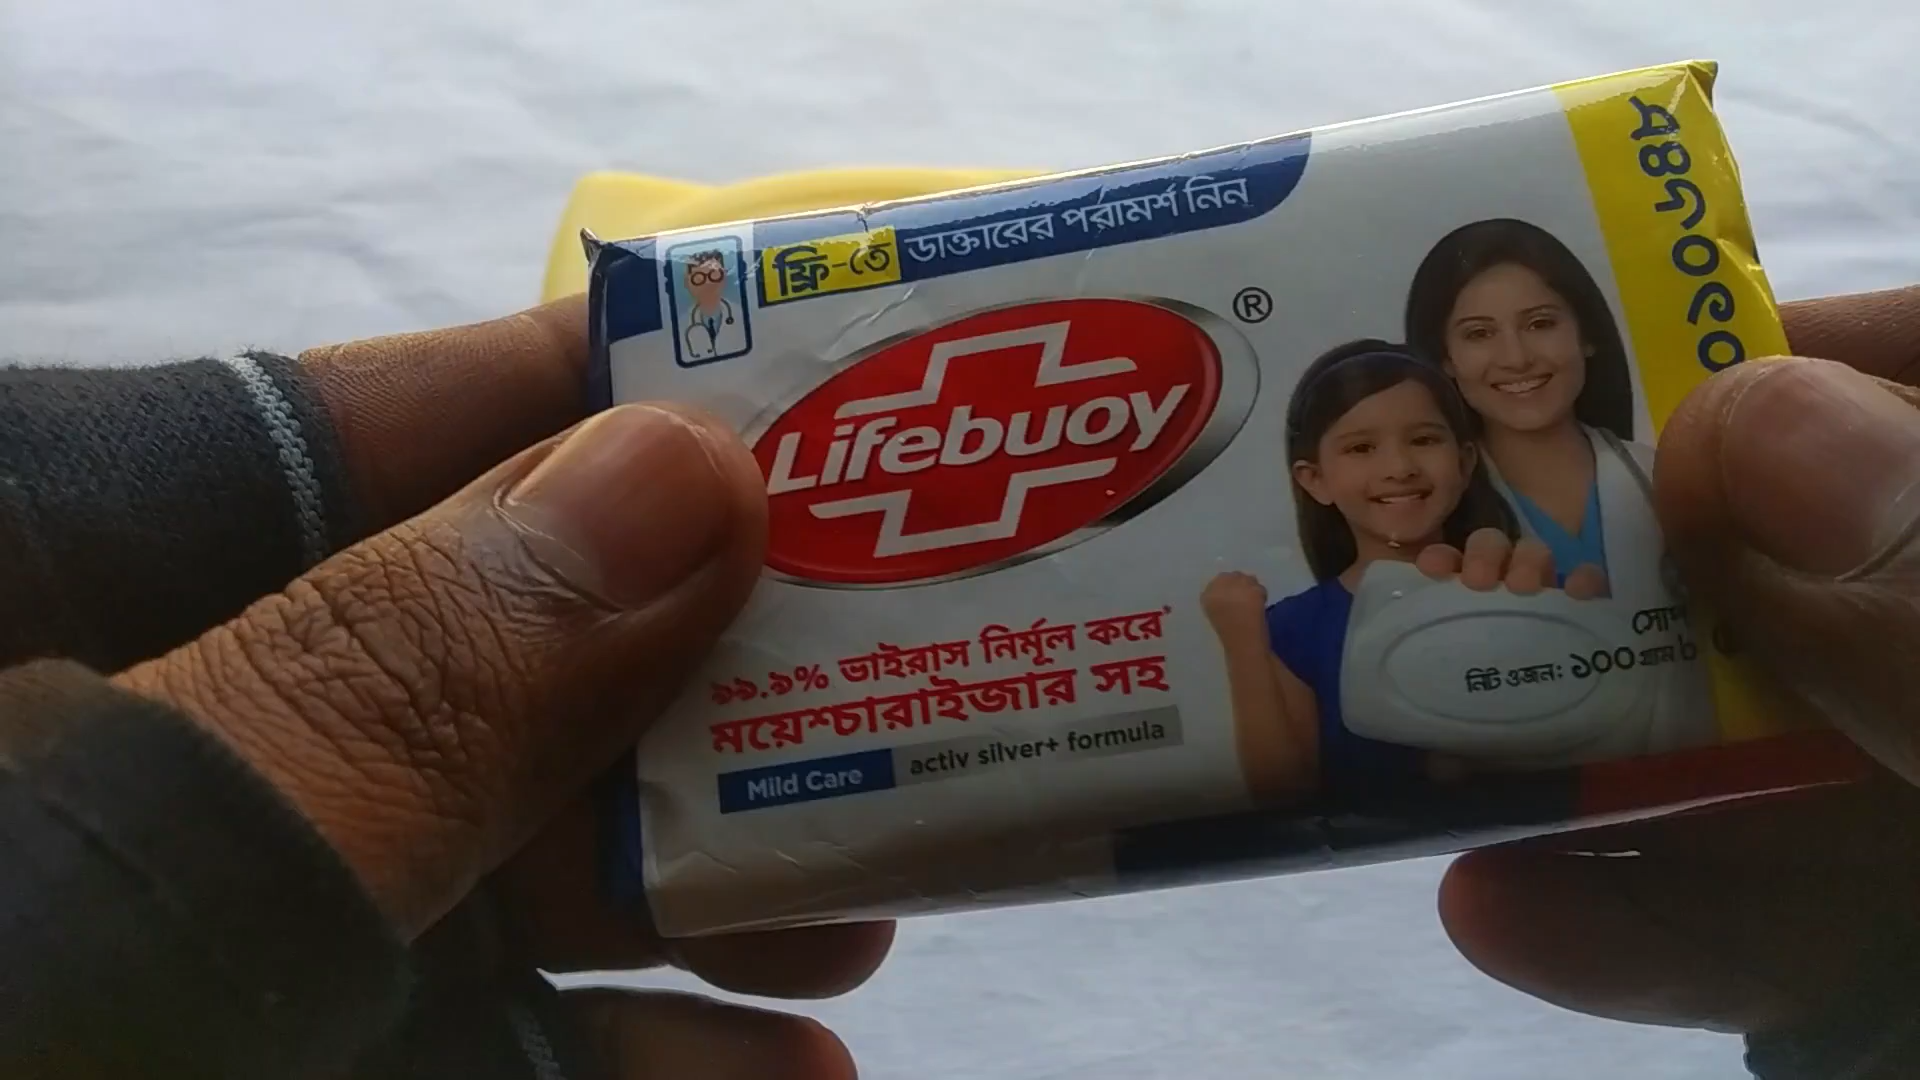 ফ্রি-তে ডাক্তারের পরামর্শ নিন
®
Lifebuoy
৯৯.৯% ভাইরাস নির্মূল করে*
ময়েশ্চারাইজার সহ
Mild Care activ silver+ formula
নিট ওজন: ১০০ গ্রাম